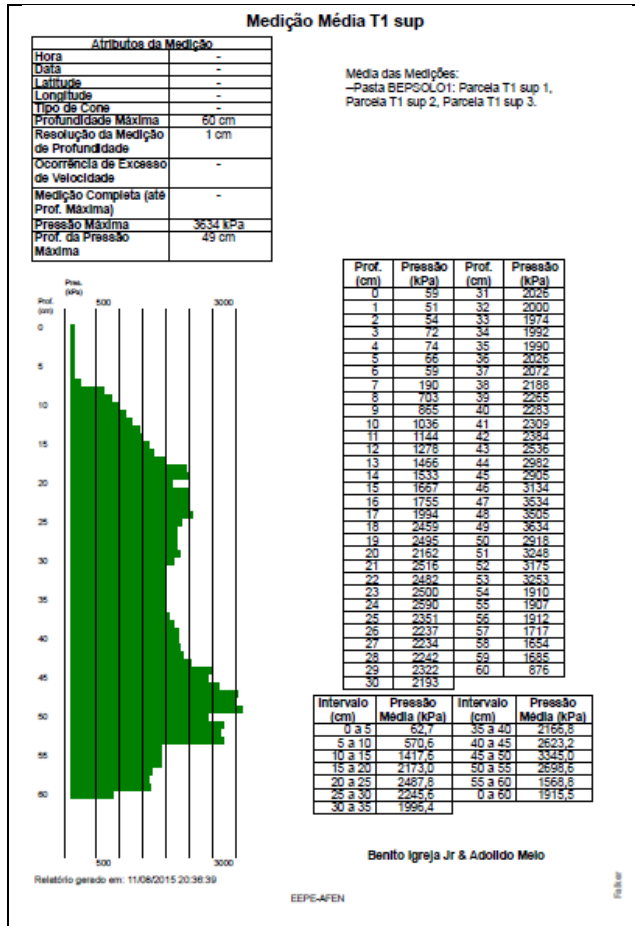 Medição Média T1 sup
Atributos da Medição
Hora -
Data -
Latitude -
Longitude -
Tipo de Cone -
Profundidade Máxima 60 cm
Resolução da Medição de Profundidade 1 cm
Ocorrência de Excesso de Velocidade -
Medição Completa (até Prof. Máxima) -
Pressão Máxima 3634 kPa
Prof. da Pressão Máxima 49 cm
Média das Medições:
--Pasta BEPSOLO1: Parcela T1 sup 1,
Parcela T1 sup 2, Parcela T1 sup 3.
Pres. (kPa)
Prof. (cm)
500 3000
0
5
10
15
20
25
30
35
40
45
50
55
60
500 3000
Prof. (cm) Pressão (kPa) Prof. (cm) Pressão (kPa)
0 59 31 2026
1 51 32 2000
2 54 33 1974
3 72 34 1992
4 74 35 1990
5 66 36 2026
6 59 37 2072
7 190 38 2188
8 703 39 2265
9 865 40 2283
10 1036 41 2309
11 1144 42 2384
12 1278 43 2536
13 1466 44 2982
14 1533 45 2905
15 1667 46 3134
16 1755 47 3534
17 1994 48 3505
18 2459 49 3634
19 2495 50 2918
20 2162 51 3248
21 2516 52 3175
22 2482 53 3253
23 2500 54 1910
24 2590 55 1907
25 2351 56 1912
26 2237 57 1717
27 2234 58 1654
28 2242 59 1685
29 2322 60 876
30 2193
Intervalo (cm) Pressão Média (kPa) Intervalo (cm) Pressão Média (kPa)
0 a 5 62,7 35 a 40 2166,8
5 a 10 570,6 40 a 45 2623,2
10 a 15 1417,6 45 a 50 3345,0
15 a 20 2173,0 50 a 55 2698,6
20 a 25 2487,8 55 a 60 1568,8
25 a 30 2245,6 0 a 60 1915,5
30 a 35 1996,4
Benito Igreja Jr & Adolido Melo
Relatório gerado em: 11/08/2015 20:36:39
EEPE-AFEN
Falker